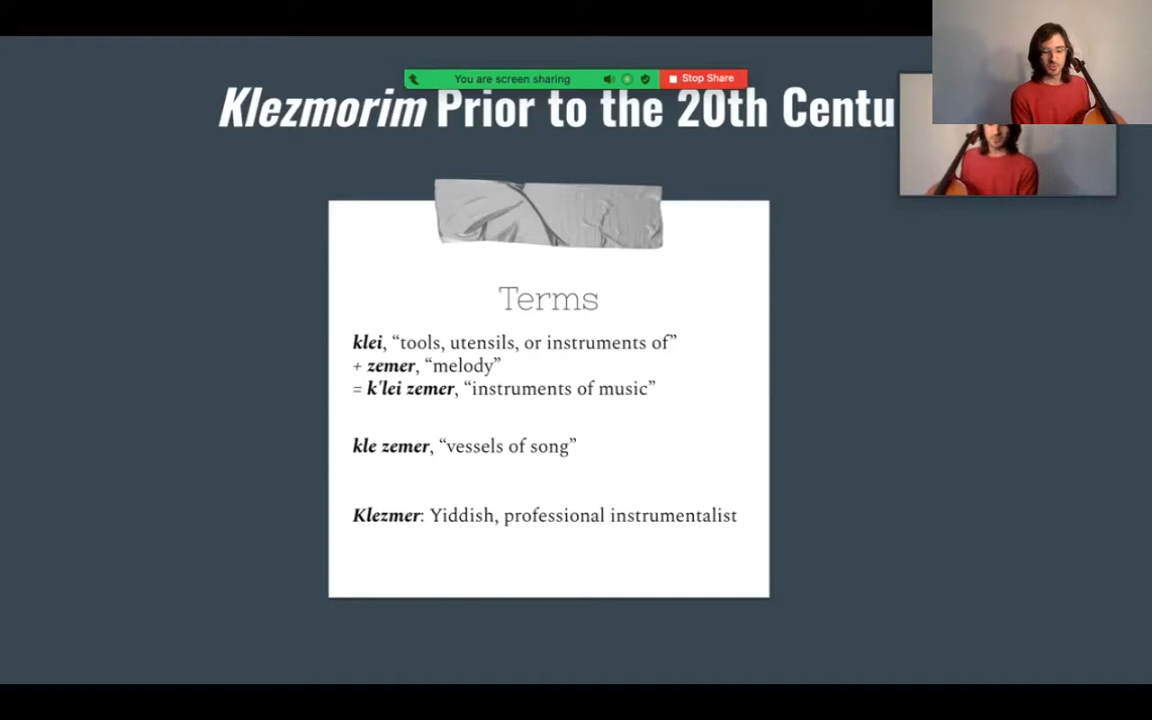 You are screen sharing
Stop Share
Klezmorim Prior to the 20th Centu
Terms
klei, “tools, utensils, or instruments of”
+ zemer, “melody”
= k'lei zemer, “instruments of music”
kle zemer, “vessels of song”
Klezmer: Yiddish, professional instrumentalist